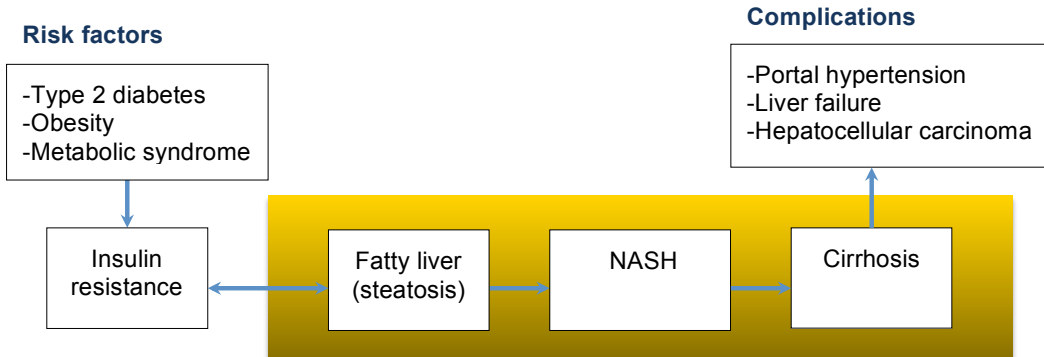 Risk factors
-Type 2 diabetes
-Obesity
-Metabolic syndrome
Complications
-Portal hypertension
-Liver failure
-Hepatocellular carcinoma
Insulin
resistance
Fatty liver
(steatosis)
NASH
Cirrhosis